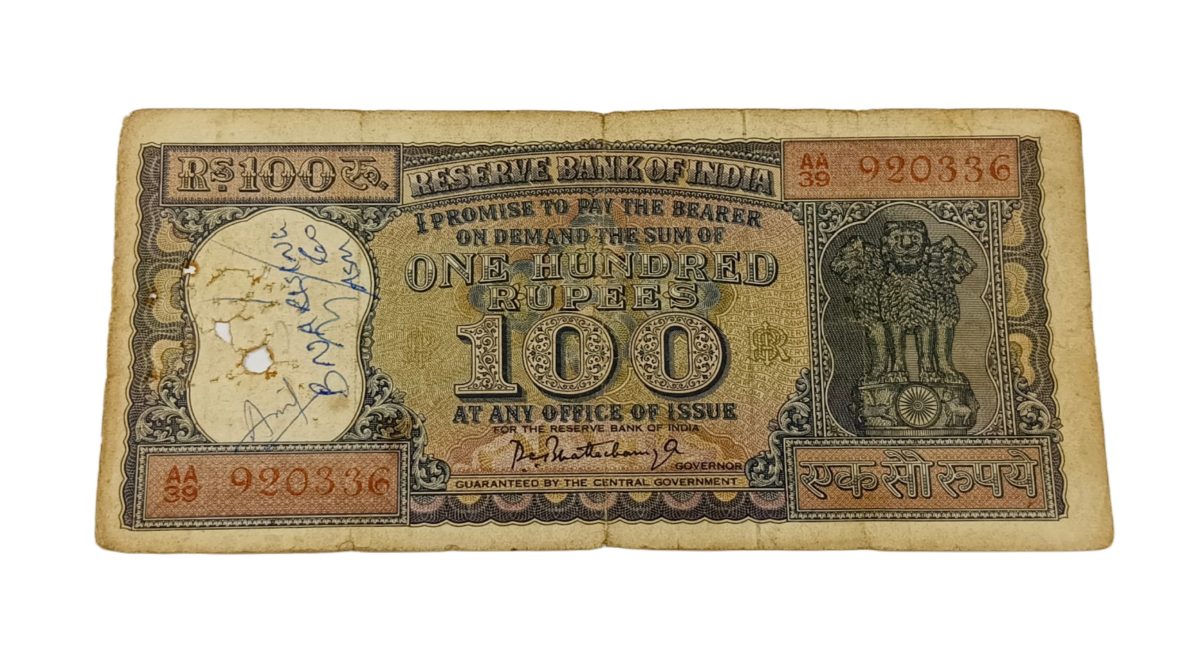 Rs 100 रु.
RESERVE BANK OF INDIA
AA
39 920336
I PROMISE TO PAY THE BEARER
ON DEMAND THE SUM OF
ONE HUNDRED
RUPEES
100
AT ANY OFFICE OF ISSUE
FOR THE RESERVE BANK OF INDIA
GOVERNOR
GUARANTEED BY THE CENTRAL GOVERNMENT
AA
39 920336
एक सौ रुपये